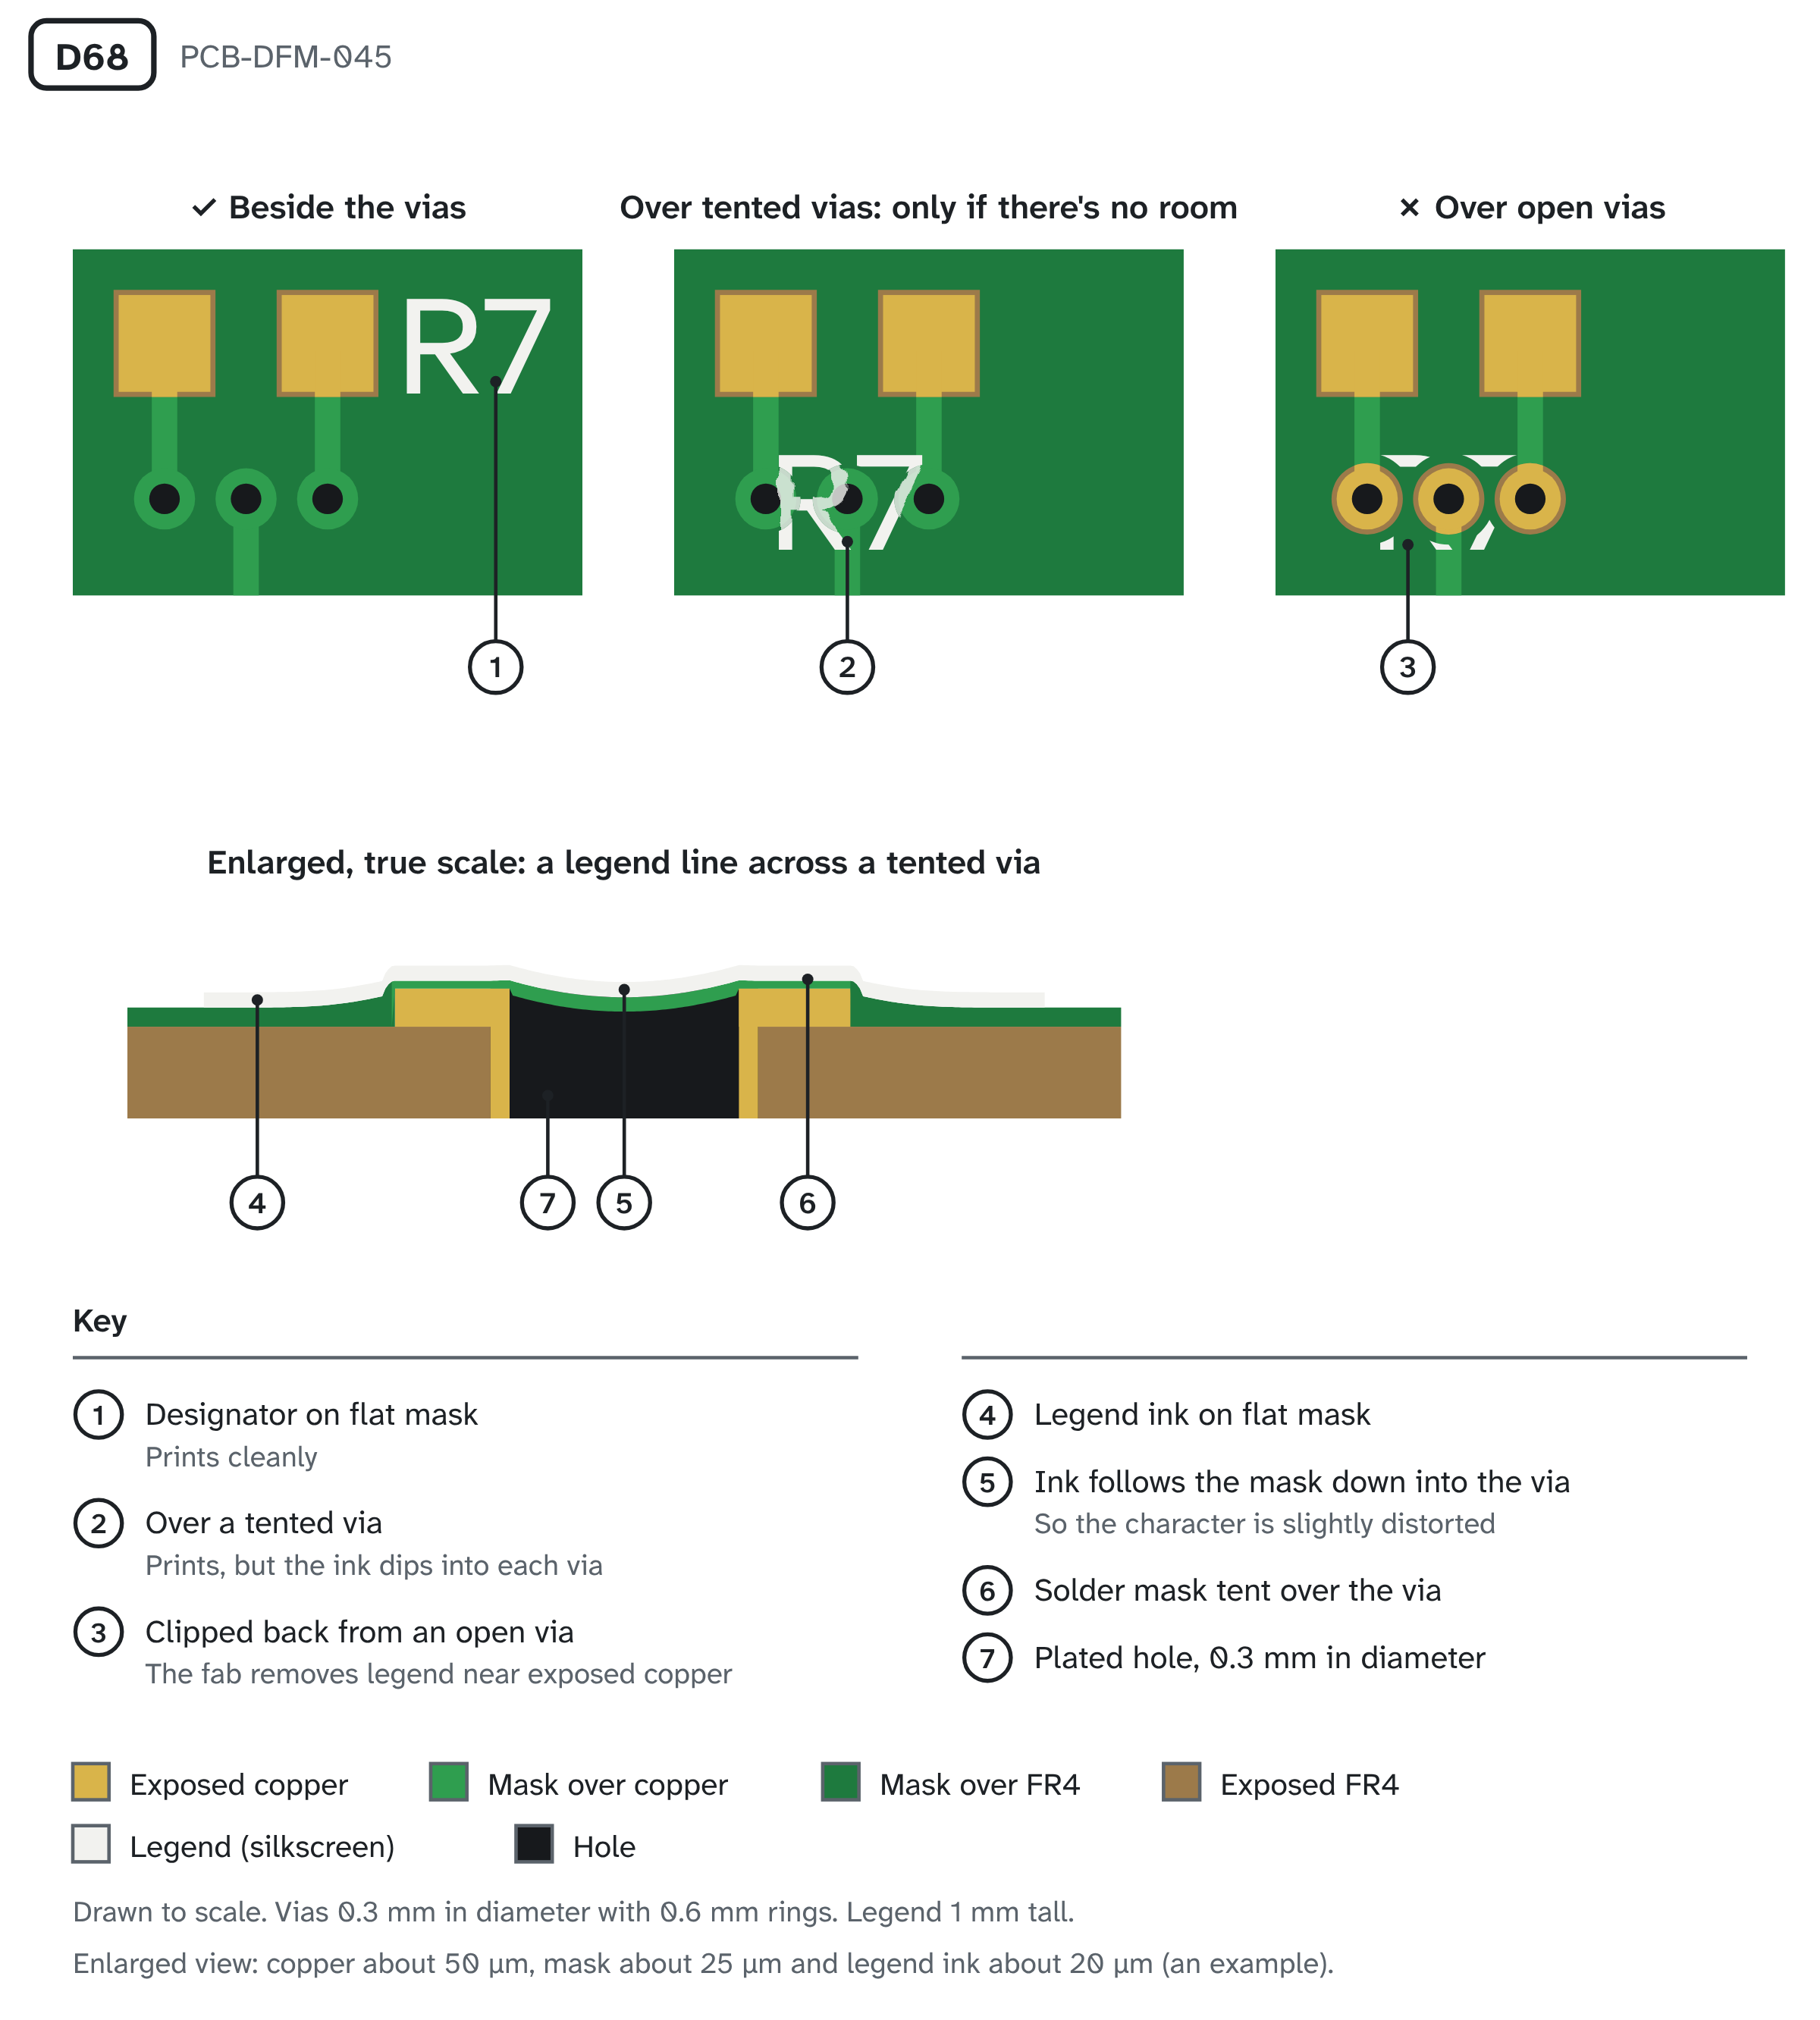 D68 PCB-DFM-045
✓ Beside the vias
Over tented vias: only if there's no room
✕ Over open vias
R7
R7
1
2
3
Enlarged, true scale: a legend line across a tented via
4
7
5
6
Key
1 Designator on flat mask
Prints cleanly
2 Over a tented via
Prints, but the ink dips into each via
3 Clipped back from an open via
The fab removes legend near exposed copper
4 Legend ink on flat mask
5 Ink follows the mask down into the via
So the character is slightly distorted
6 Solder mask tent over the via
7 Plated hole, 0.3 mm in diameter
Exposed copper
Mask over copper
Mask over FR4
Exposed FR4
Legend (silkscreen)
Hole
Drawn to scale. Vias 0.3 mm in diameter with 0.6 mm rings. Legend 1 mm tall.
Enlarged view: copper about 50 µm, mask about 25 µm and legend ink about 20 µm (an example).